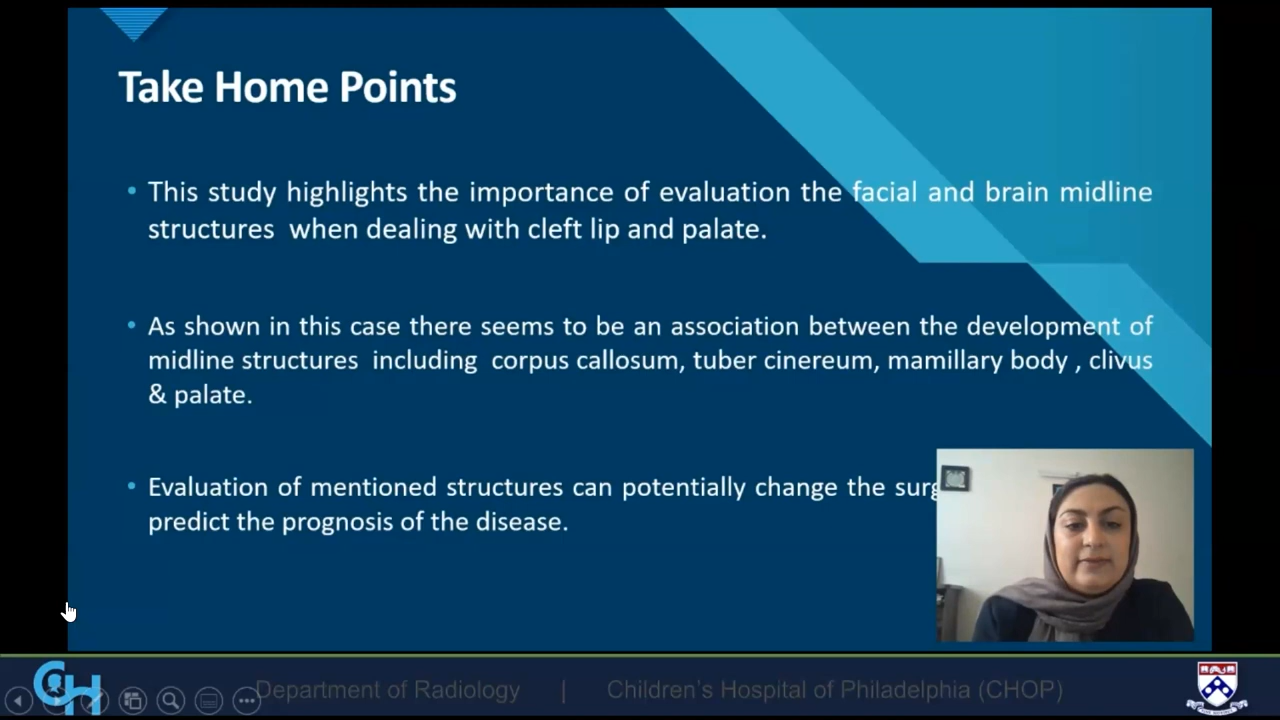 Take Home Points
• This study highlights the importance of evaluation the facial and brain midline
structures when dealing with cleft lip and palate.
• As shown in this case there seems to be an association between the development of
midline structures including corpus callosum, tuber cinereum, mamillary body , clivus
& palate.
• Evaluation of mentioned structures can potentially change the
predict the prognosis of the disease.
CH
Department of Radiology | Children's Hospital of Philadelphia (CHOP)